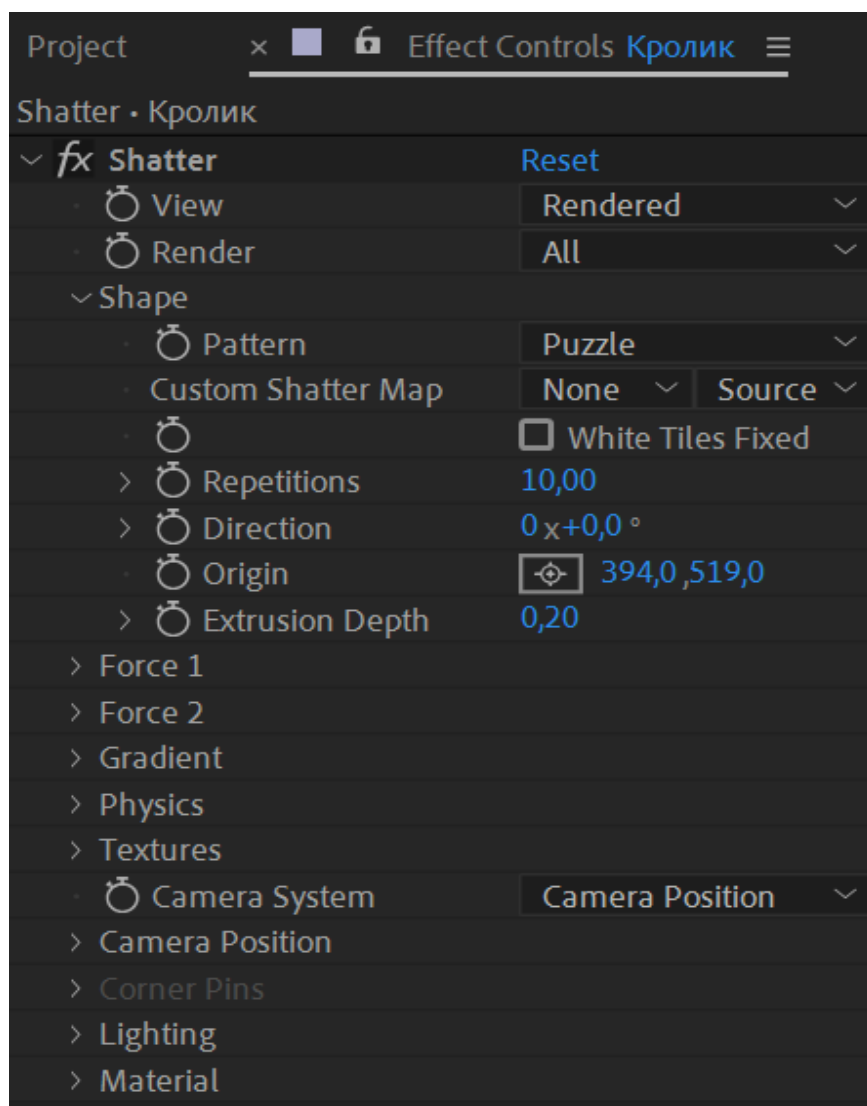 Project × Effect Controls Кролик ≡
Shatter • Кролик
fx Shatter Reset
View Rendered
Render All
Shape
Pattern Puzzle
Custom Shatter Map None Source
White Tiles Fixed
Repetitions 10,00
Direction 0 x+0,0 °
Origin 394,0 ,519,0
Extrusion Depth 0,20
Force 1
Force 2
Gradient
Physics
Textures
Camera System Camera Position
Camera Position
Corner Pins
Lighting
Material